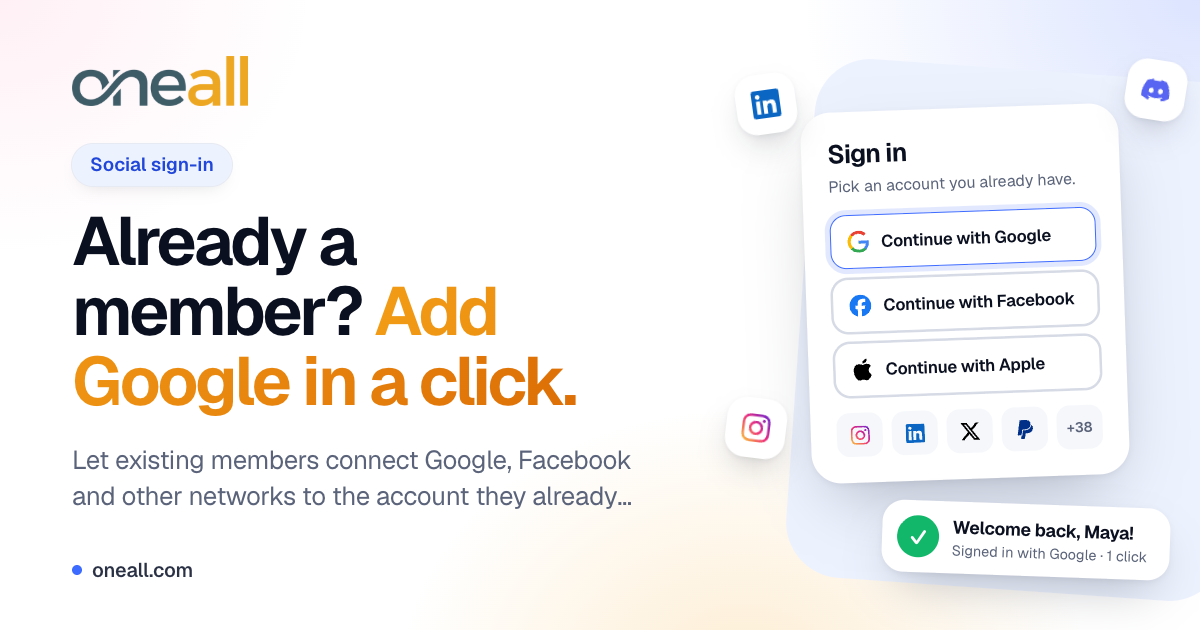 oneall
Social sign-in
Already a
member? Add
Google in a click.
Let existing members connect Google, Facebook
and other networks to the account they already...
oneall.com
Sign in
Pick an account you already have.
Continue with Google
Continue with Facebook
Continue with Apple
+38
Welcome back, Maya!
Signed in with Google · 1 click